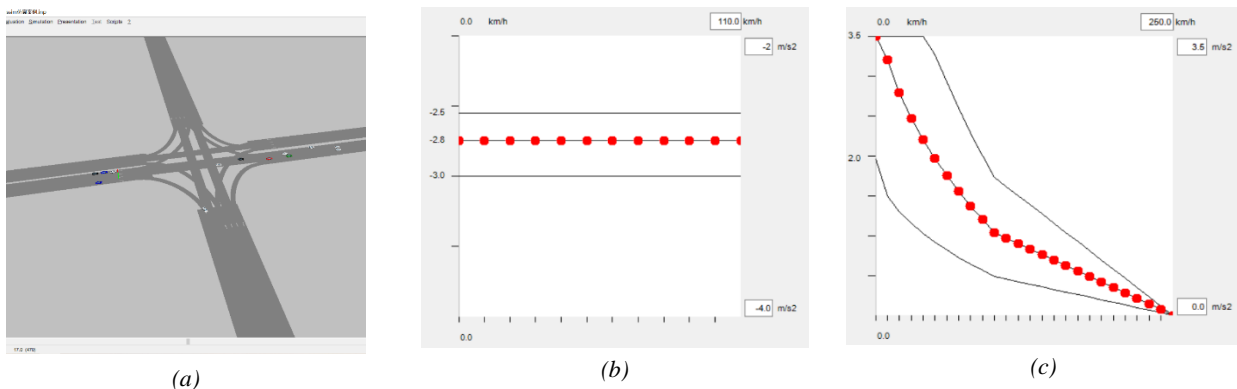 Simulation Presentation Test Scripts ?
0.0 km/h 110.0 km/h
-2 m/s2
-2.5
-2.8
-3.0
-4.0 m/s2
0.0
0.0 km/h 250.0 km/h
3.5 3.5 m/s2
2.0
0.0 m/s2
0.0
(a)
(b)
(c)